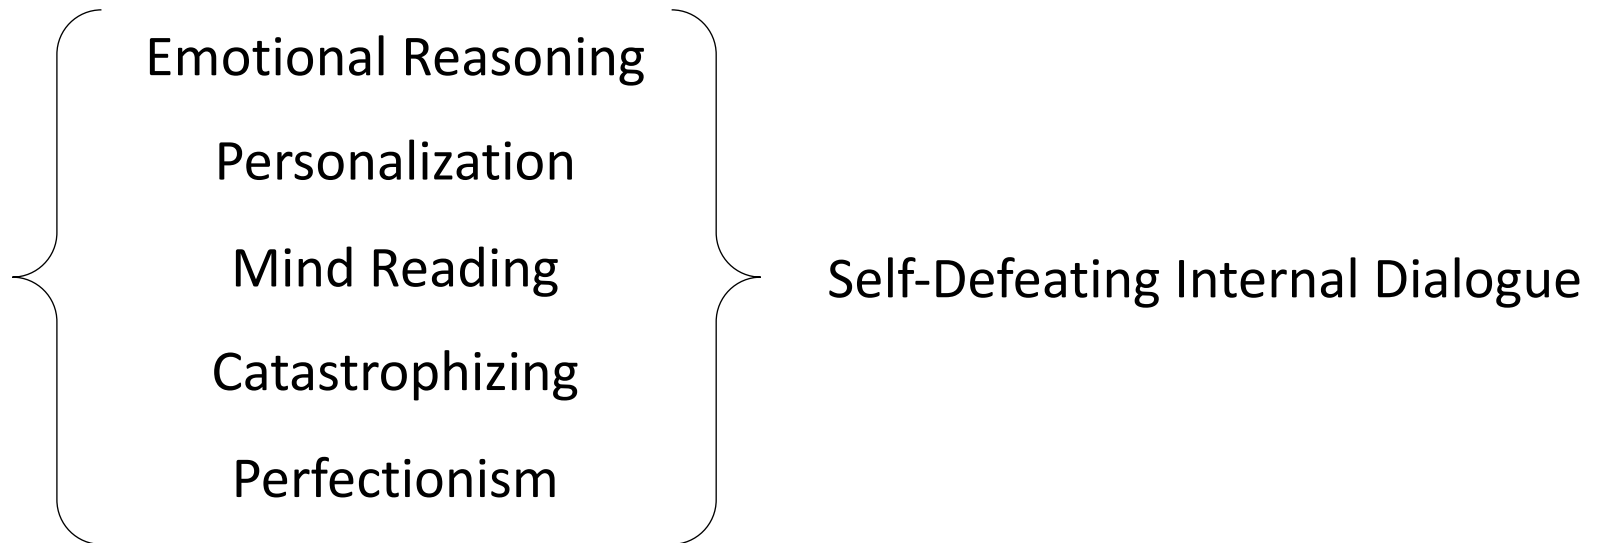 Emotional Reasoning
Personalization
Mind Reading
Catastrophizing
Perfectionism
Self-Defeating Internal Dialogue